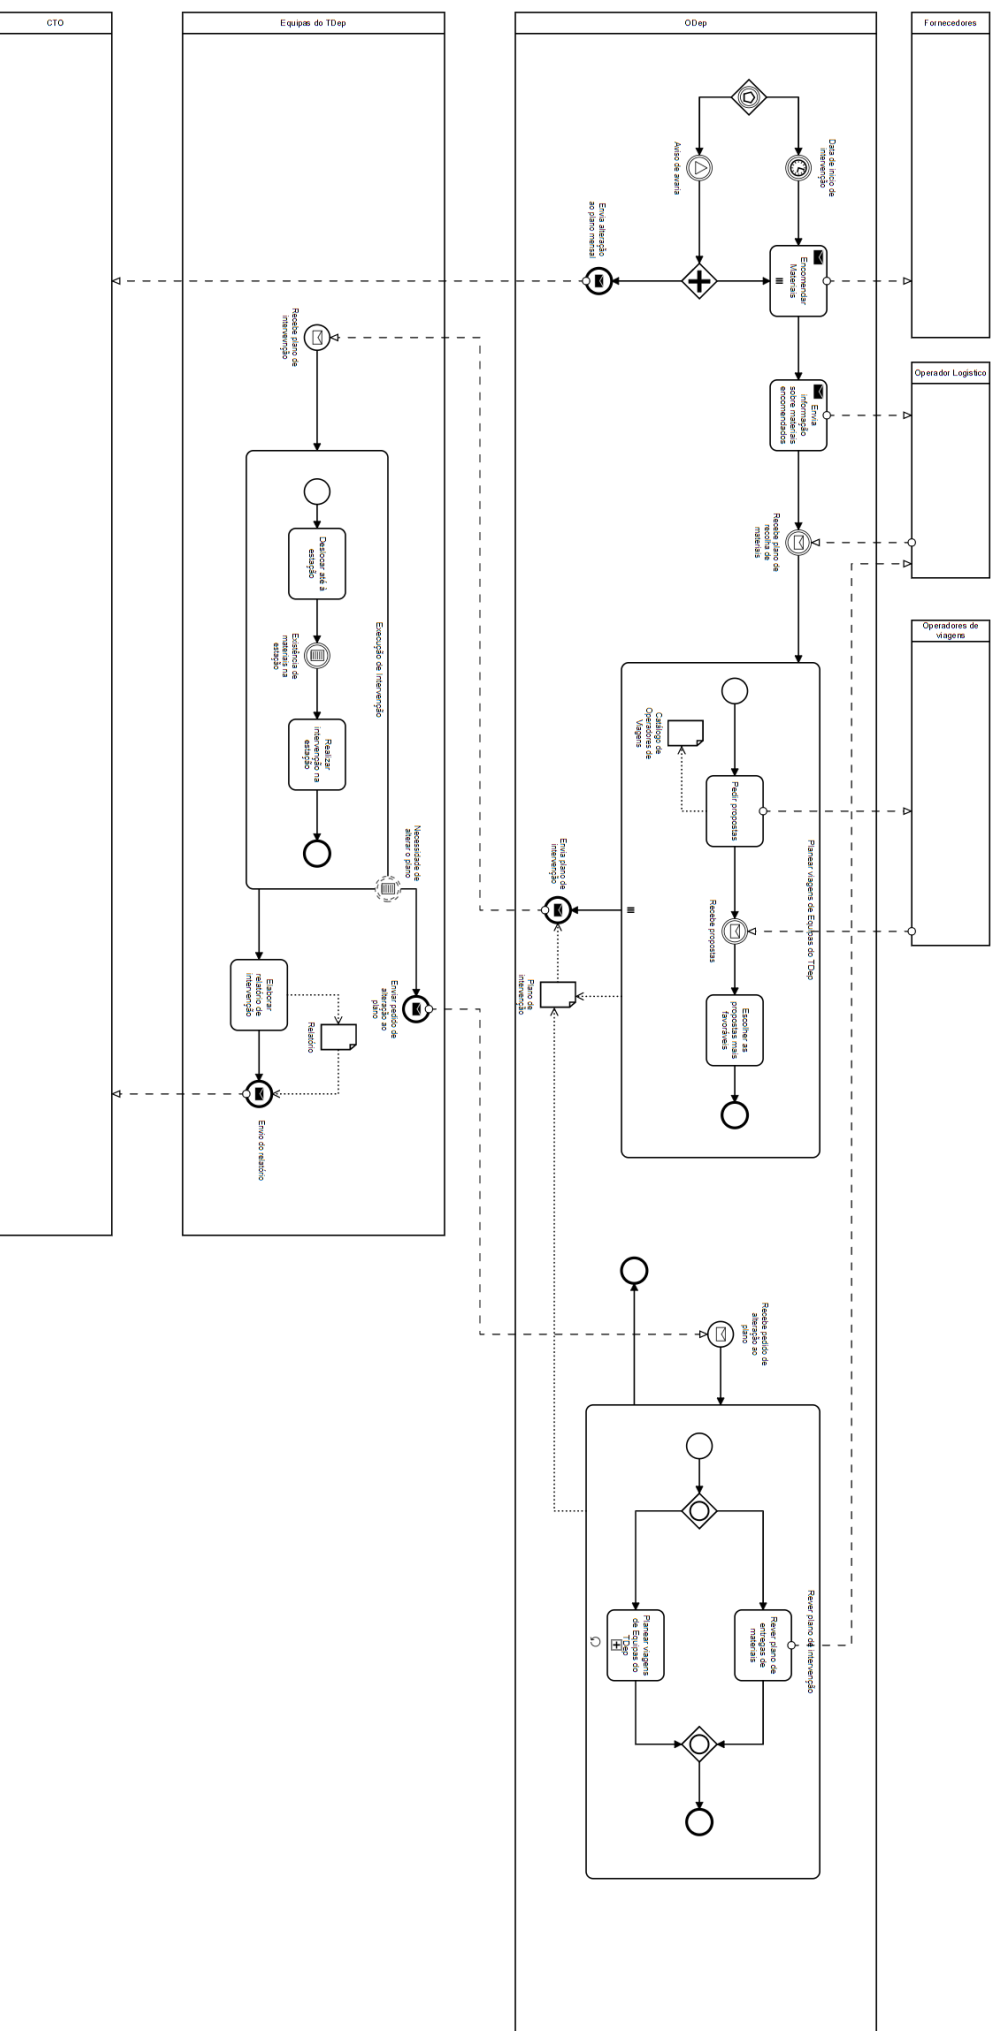 CTO
Equipas do TDep
ODep
Fornecedores
Aviso de avaria
Data de início de
intervenção
Envia alteração
ao plano mensal
Encomendar
Materiais
Recebe plano de
intervevnção
Operador Logistico
Envia
informação
sobre materiais
encomendados
Recebe plano de
recolha de
materiais
Execução de Intervenção
Deslocar até à
estação
Existência de
materiais na
estação
Realizar
intervenção na
estação
Necessidade de
alterar o plano
Operadores de
viagens
Planear viagens de Equipas do TDep
Catálogo de
Operadores de
Viagens
Pedir propostas
Recebe propostas
Escolher as
propostas mais
favoráveis
Envia plano de
intervenção
Plano de
intervenção
Enviar pedido de
alteração ao
plano
Elaborar
relatório de
intervenção
Relatório
Envio do relatório
Recebe pedido de
alteração ao
plano
Rever plano de intervenção
Rever plano de
entregas de
materiais
Planear viagens
de Equipas do
TDep